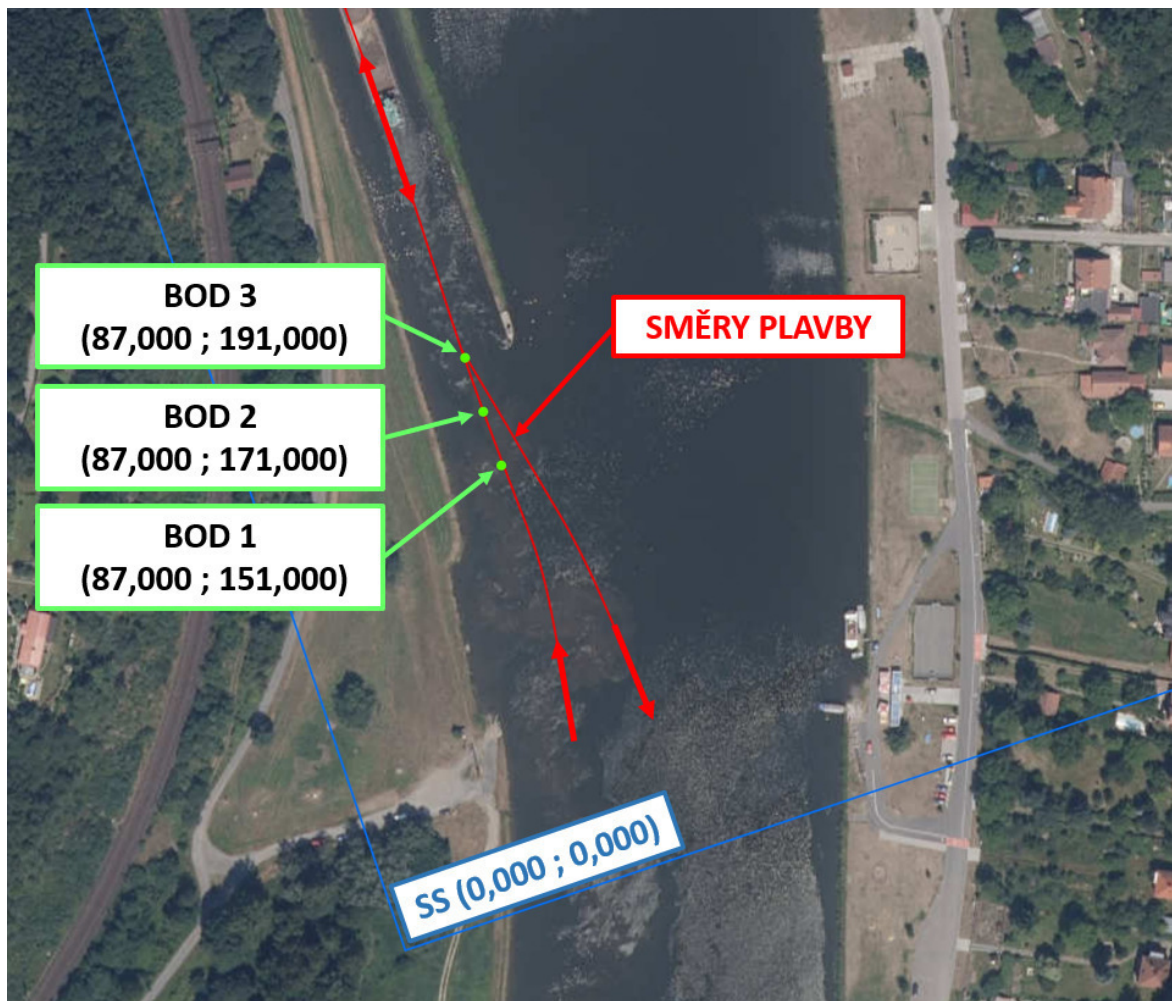 BOD 3
(87,000 ; 191,000)
SMĚRY PLAVBY
BOD 2
(87,000 ; 171,000)
BOD 1
(87,000 ; 151,000)
SS (0,000 ; 0,000)